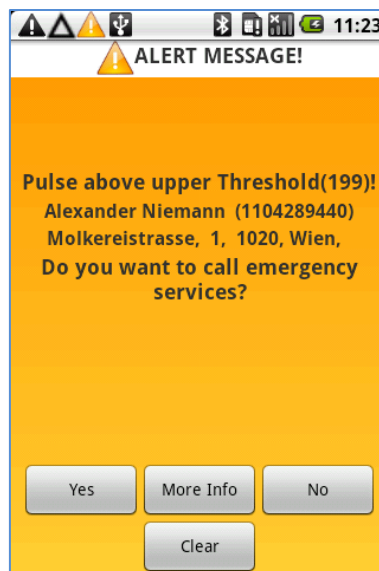 11:23
ALERT MESSAGE!
Pulse above upper Threshold(199)!
Alexander Niemann (1104289440)
Molkereistrasse, 1, 1020, Wien,
Do you want to call emergency
services?
Yes
More Info
No
Clear